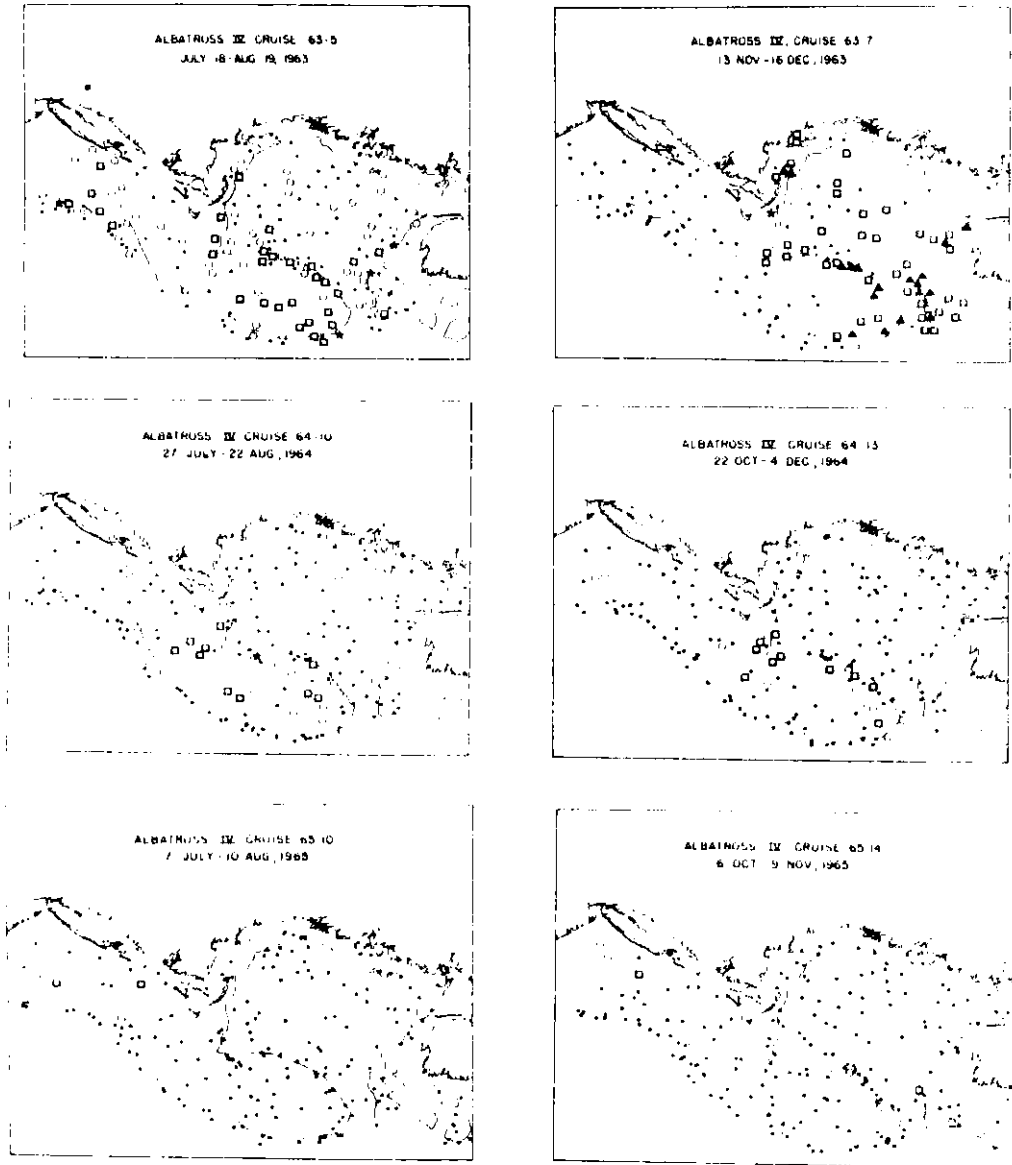 ALBATROSS IV CRUISE 63-5
JULY 18-AUG 19, 1963
ALBATROSS IV, CRUISE 63-7
13 NOV-16 DEC, 1963
ALBATROSS IV CRUISE 64-10
27 JULY-22 AUG, 1964
ALBATROSS IV CRUISE 64-13
22 OCT-4 DEC, 1964
ALBATROSS IV CRUISE 65-10
7 JULY-10 AUG, 1965
ALBATROSS IV CRUISE 65-14
6 OCT 9 NOV, 1965